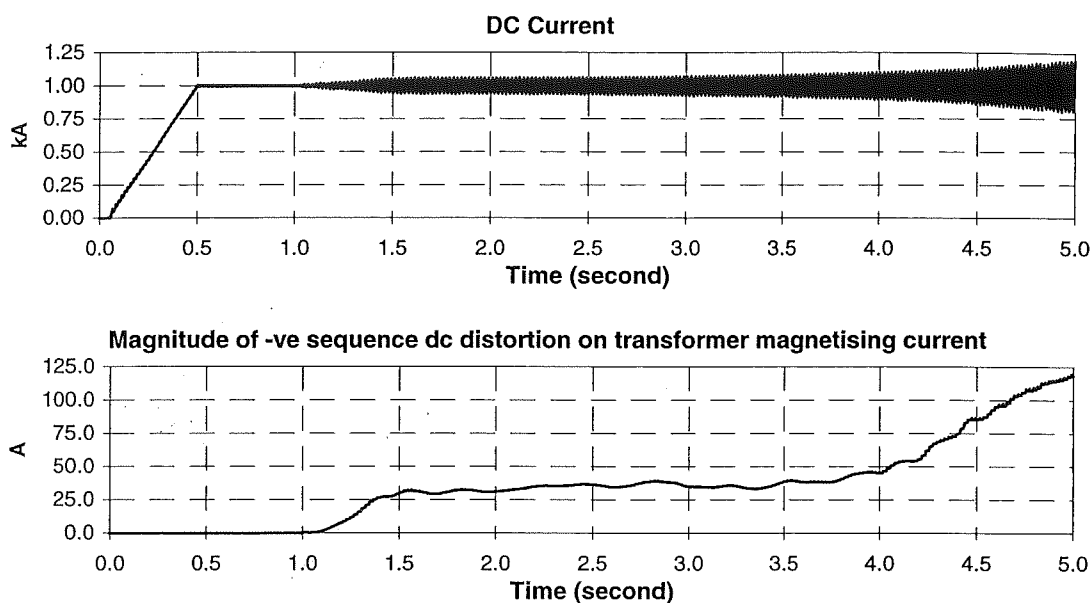 DC Current
1.25
1.00
0.75
0.50
0.25
0.00
kA
0.0 0.5 1.0 1.5 2.0 2.5 3.0 3.5 4.0 4.5 5.0
Time (second)
Magnitude of -ve sequence dc distortion on transformer magnetising current
125.0
100.0
75.0
50.0
25.0
0.0
A
0.0 0.5 1.0 1.5 2.0 2.5 3.0 3.5 4.0 4.5 5.0
Time (second)